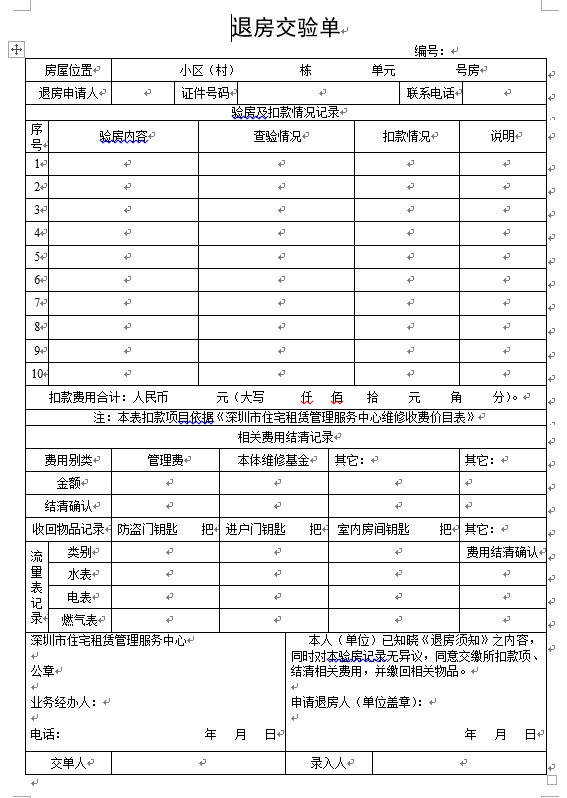 退房交验单
编号：
房屋位置 小区（村） 栋 单元 号房
退房申请人 证件号码 联系电话
验房及扣款情况记录
序号 验房内容 查验情况 扣款情况 说明
1
2
3
4
5
6
7
8
9
10
扣款费用合计：人民币 元（大写 仟 佰 拾 元 角 分）。
注：本表扣款项目依据《深圳市住宅租赁管理服务中心维修收费价目表》
相关费用结清记录
费用别类 管理费 本体维修基金 其它： 其它：
金额
结清确认
收回物品记录 防盗门钥匙 把 进户门钥匙 把 室内房间钥匙 把 其它：
流量表记录 类别 费用结清确认
水表
电表
燃气表
深圳市住宅租赁管理服务中心
公章
业务经办人：
电话： 年 月 日
本人（单位）已知晓《退房须知》之内容，
同时对本验房记录无异议，同意交缴所扣款项、
结清相关费用，并缴回相关物品。
申请退房人（单位盖章）：
年 月 日
交单人 录入人